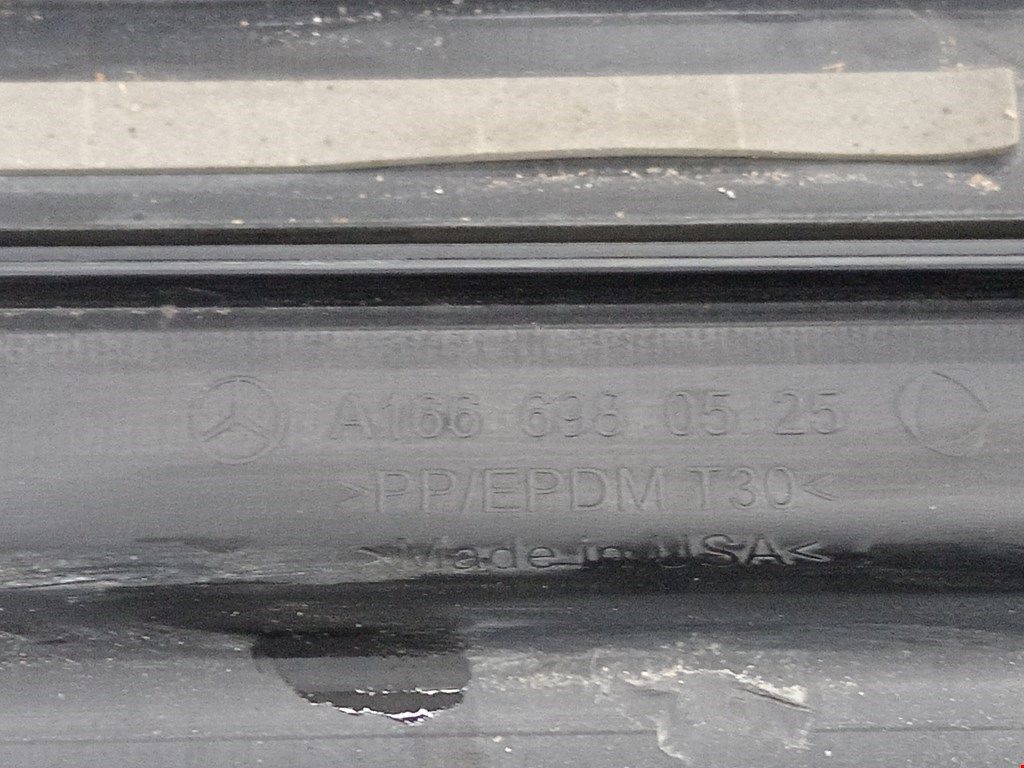 A166 698 05 25
>PP/EPDM T30<
>Made in USA<